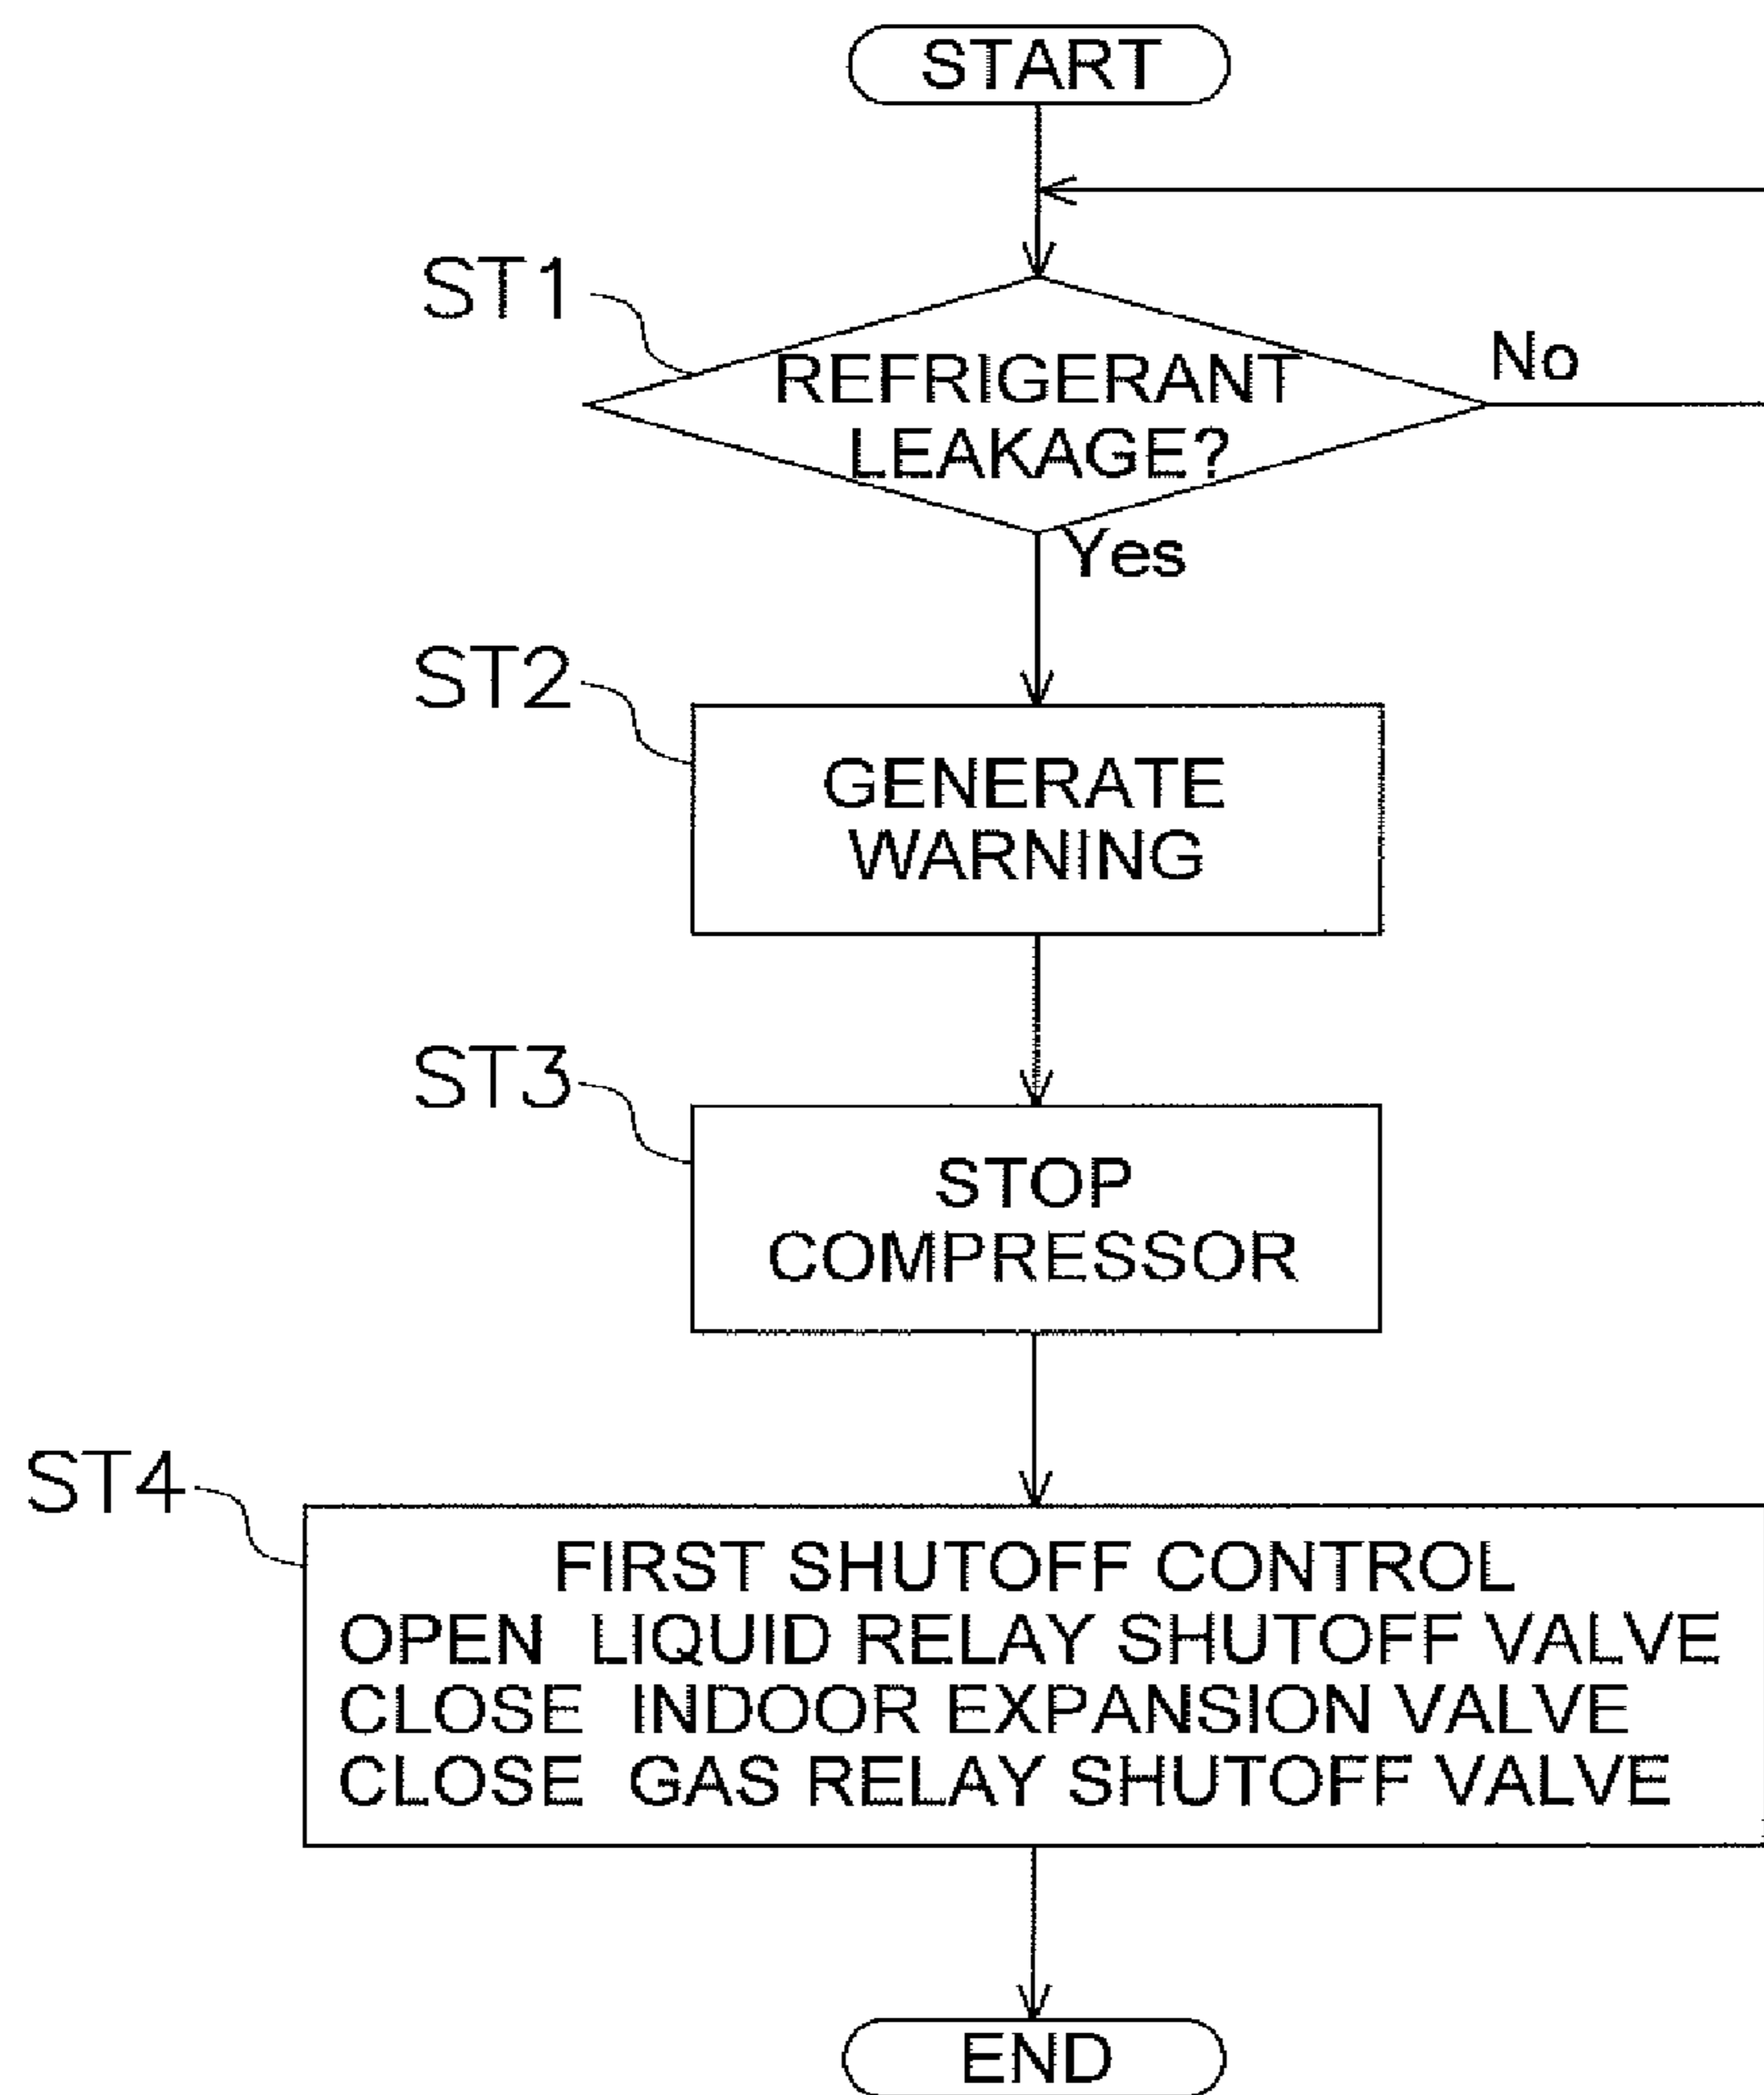 START
ST1
REFRIGERANT
LEAKAGE?
No
Yes
ST2
GENERATE
WARNING
ST3
STOP
COMPRESSOR
ST4
FIRST SHUTOFF CONTROL
OPEN LIQUID RELAY SHUTOFF VALVE
CLOSE INDOOR EXPANSION VALVE
CLOSE GAS RELAY SHUTOFF VALVE
END